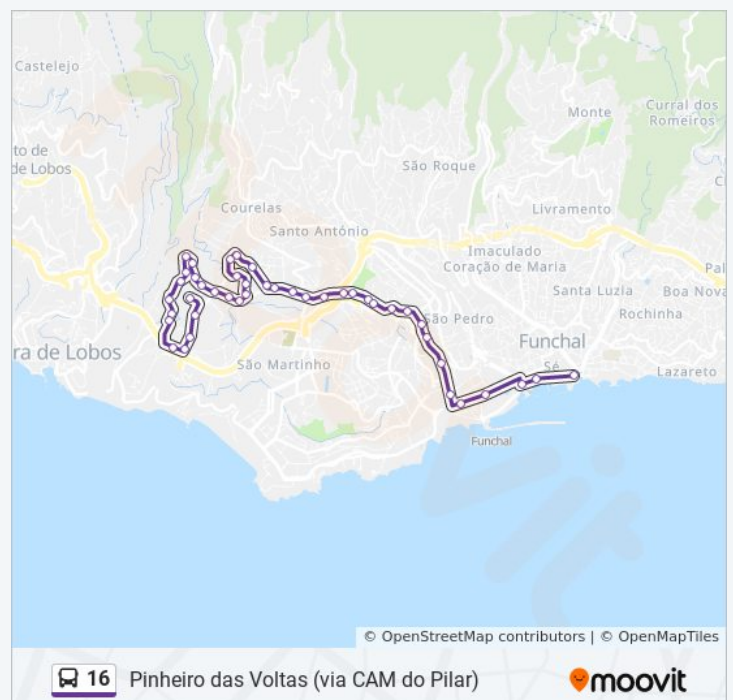 Castelejo
Monte
Curral dos
Romeiros
to de
de Lobos
São Roque
Courelas
Livramento
Santo António
Imaculado
Coração de Maria
Pal
Santa Luzia
Boa Nova
Rochinha
São Pedro
Funchal
ra de Lobos
São Martinho
Sé
Lazareto
Funchal
© OpenStreetMap contributors | © OpenMapTiles
16 Pinheiro das Voltas (via CAM do Pilar)
moovit